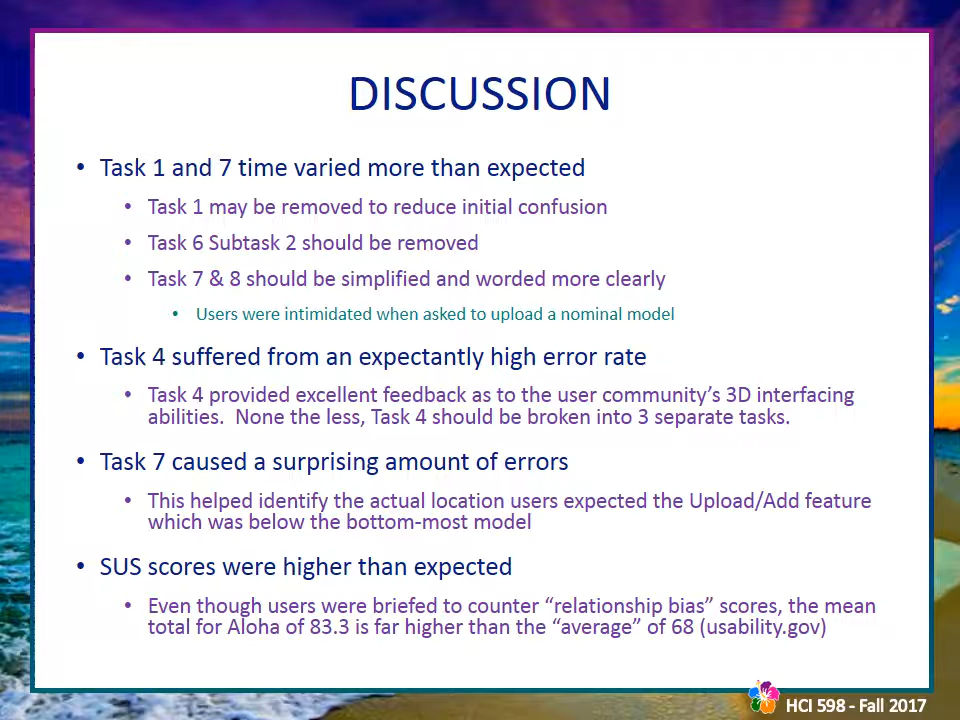 DISCUSSION
• Task 1 and 7 time varied more than expected
• Task 1 may be removed to reduce initial confusion
• Task 6 Subtask 2 should be removed
• Task 7 & 8 should be simplified and worded more clearly
• Users were intimidated when asked to upload a nominal model
• Task 4 suffered from an expectantly high error rate
• Task 4 provided excellent feedback as to the user community’s 3D interfacing
abilities.  None the less, Task 4 should be broken into 3 separate tasks.
• Task 7 caused a surprising amount of errors
• This helped identify the actual location users expected the Upload/Add feature
which was below the bottom-most model
• SUS scores were higher than expected
• Even though users were briefed to counter “relationship bias” scores, the mean
total for Aloha of 83.3 is far higher than the “average” of 68 (usability.gov)
HCI 598 - Fall 2017